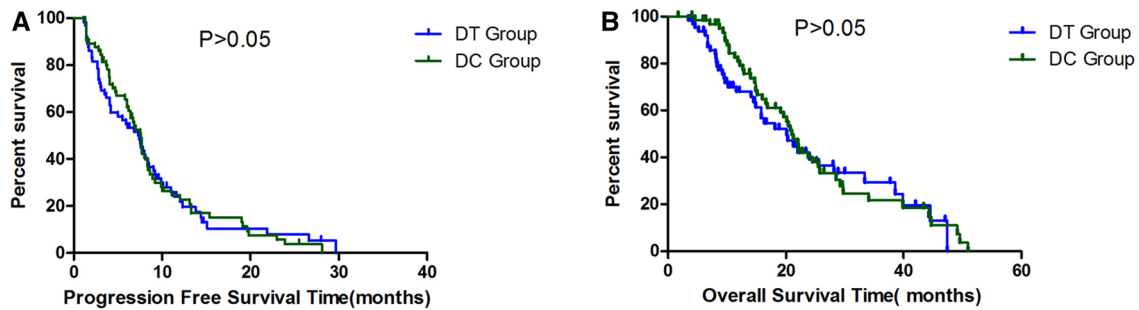 A
P>0.05
DT Group
DC Group
Percent survival
100
80
60
40
20
0
0 10 20 30 40
Progression Free Survival Time(months)
B
P>0.05
DT Group
DC Group
Percent survival
100
80
60
40
20
0
0 20 40 60
Overall Survival Time( months)